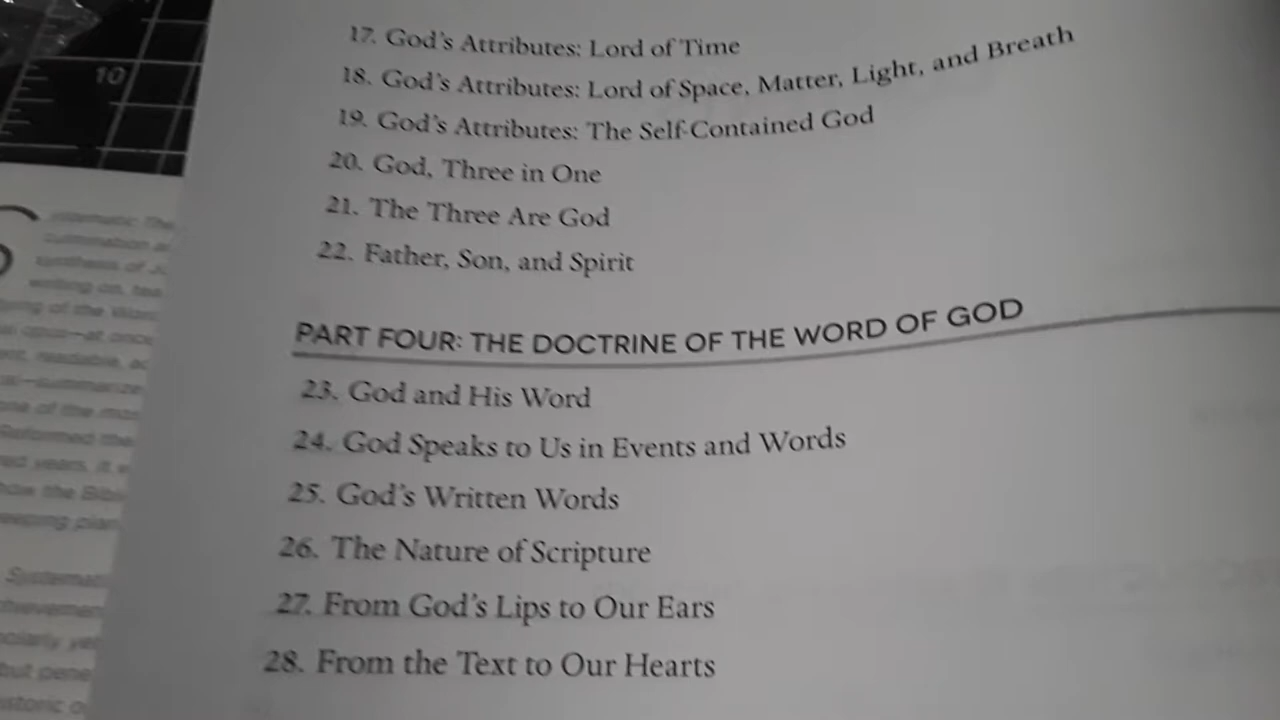 10
17. God's Attributes: Lord of Time
18. God's Attributes: Lord of Space, Matter, Light, and Breath
19. God's Attributes: The Self-Contained God
20. God, Three in One
21. The Three Are God
22. Father, Son, and Spirit
PART FOUR: THE DOCTRINE OF THE WORD OF GOD
23. God and His Word
24. God Speaks to Us in Events and Words
25. God's Written Words
26. The Nature of Scripture
27. From God's Lips to Our Ears
28. From the Text to Our Hearts